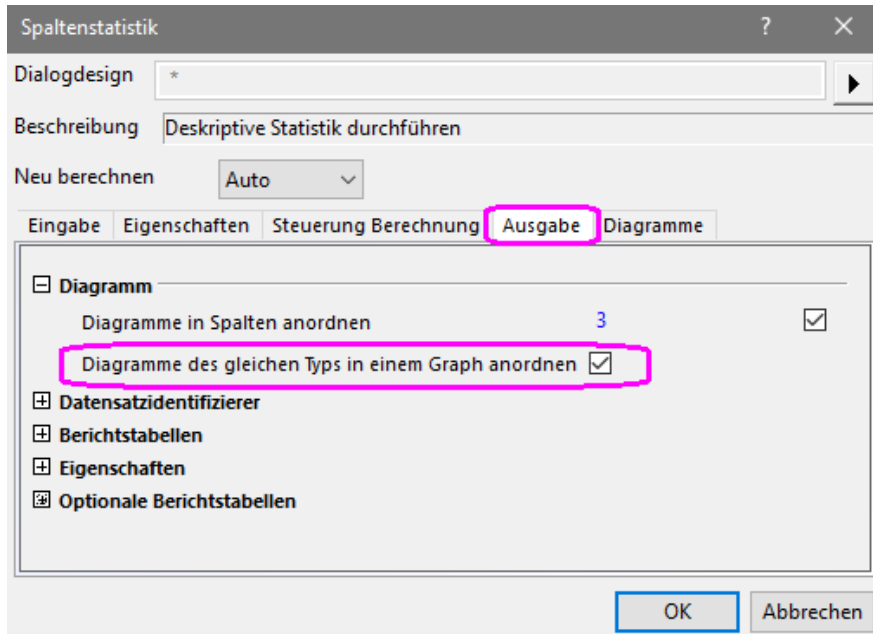 Spaltenstatistik ?
Dialogdesign *
Beschreibung Deskriptive Statistik durchführen
Neu berechnen Auto
Eingabe Eigenschaften Steuerung Berechnung Ausgabe Diagramme
Diagramm
Diagramme in Spalten anordnen 3
Diagramme des gleichen Typs in einem Graph anordnen
Datensatzidentifizierer
Berichtstabellen
Eigenschaften
Optionale Berichtstabellen
OK Abbrechen